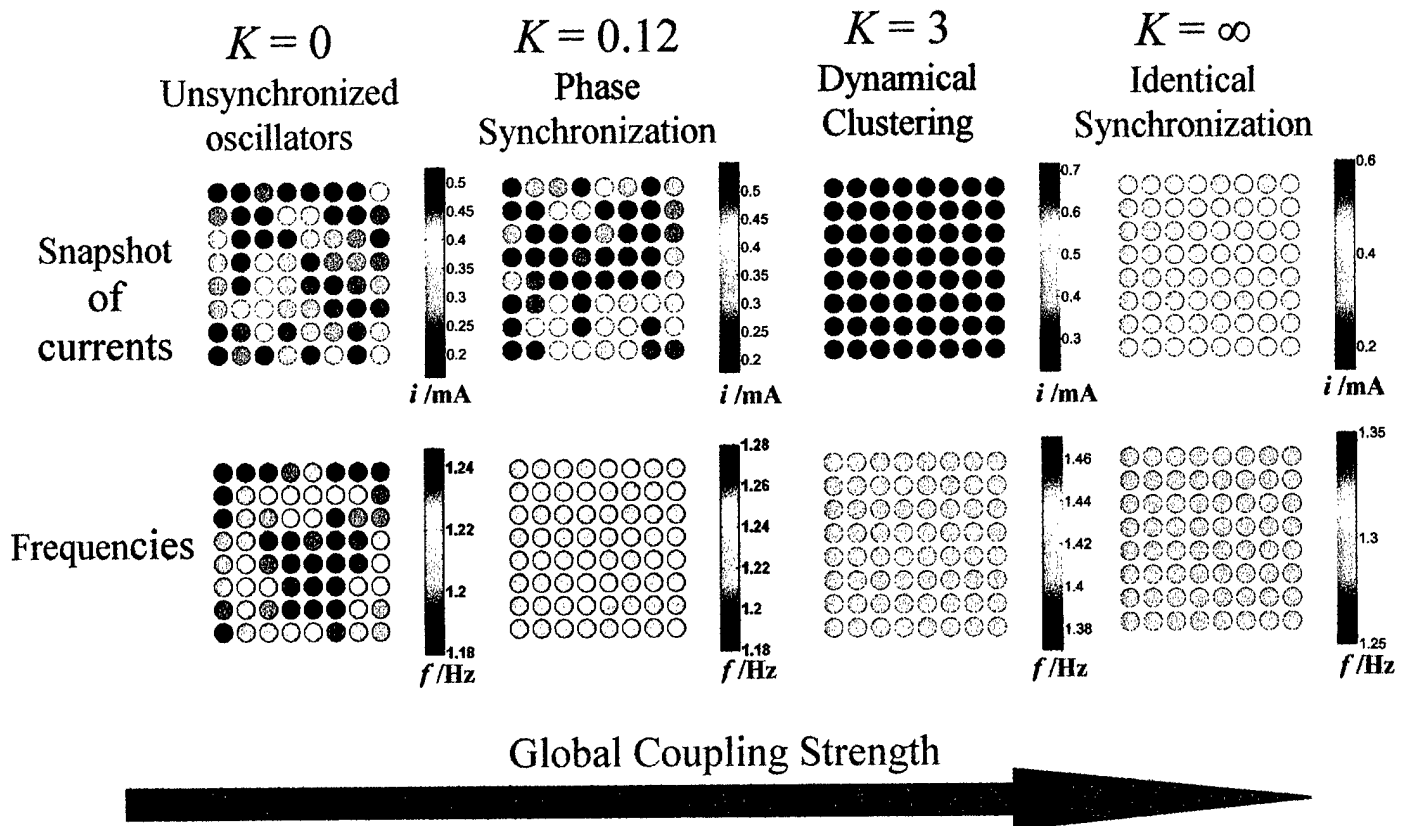 K = 0
Unsynchronized
oscillators
K = 0.12
Phase
Synchronization
K = 3
Dynamical
Clustering
K = ∞
Identical
Synchronization
Snapshot
of
currents
0.5
0.45
0.4
0.35
0.3
0.25
0.2
i /mA
0.5
0.45
0.4
0.35
0.3
0.25
0.2
i /mA
0.7
0.6
0.5
0.4
0.3
i /mA
0.6
0.4
0.2
i /mA
Frequencies
1.24
1.22
1.2
1.18
f /Hz
1.28
1.26
1.24
1.22
1.2
1.18
f /Hz
1.46
1.44
1.42
1.4
1.38
f /Hz
1.35
1.3
1.25
f /Hz
Global Coupling Strength